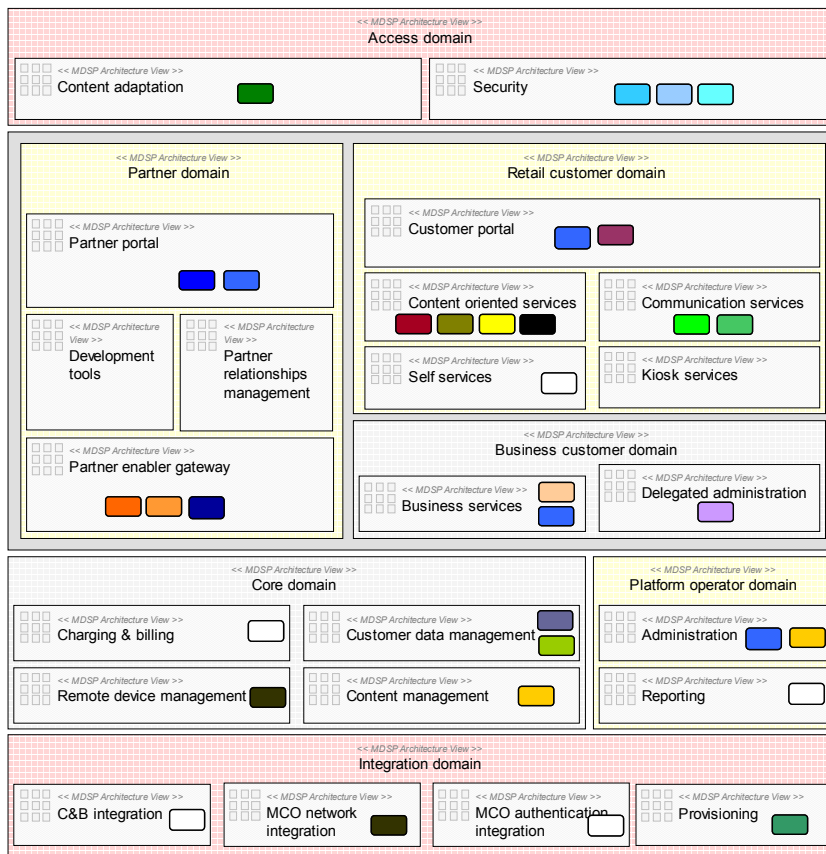 << MDSP Architecture View >>
Access domain
<< MDSP Architecture View >>
Content adaptation
<< MDSP Architecture View >>
Security
<< MDSP Architecture View >>
Partner domain
<< MDSP Architecture View >>
Partner portal
<< MDSP Architecture
View >>
Development
tools
<< MDSP Architecture
View >>
Partner
relationships
management
<< MDSP Architecture View >>
Partner enabler gateway
<< MDSP Architecture View >>
Retail customer domain
<< MDSP Architecture View >>
Customer portal
<< MDSP Architecture View >>
Content oriented services
<< MDSP Architecture View >>
Communication services
<< MDSP Architecture View >>
Self services
<< MDSP Architecture View >>
Kiosk services
<< MDSP Architecture View >>
Business customer domain
<< MDSP Architecture View >>
Business services
<< MDSP Architecture View >>
Delegated administration
<< MDSP Architecture View >>
Core domain
<< MDSP Architecture View >>
Charging & billing
<< MDSP Architecture View >>
Customer data management
<< MDSP Architecture View >>
Remote device management
<< MDSP Architecture View >>
Content management
<< MDSP Architecture View >>
Platform operator domain
<< MDSP Architecture View >>
Administration
<< MDSP Architecture View >>
Reporting
<< MDSP Architecture View >>
Integration domain
<< MDSP Architecture View >>
C&B integration
<< MDSP Architecture View >>
MCO network
integration
<< MDSP Architecture View >>
MCO authentication
integration
<< MDSP Architecture View >>
Provisioning